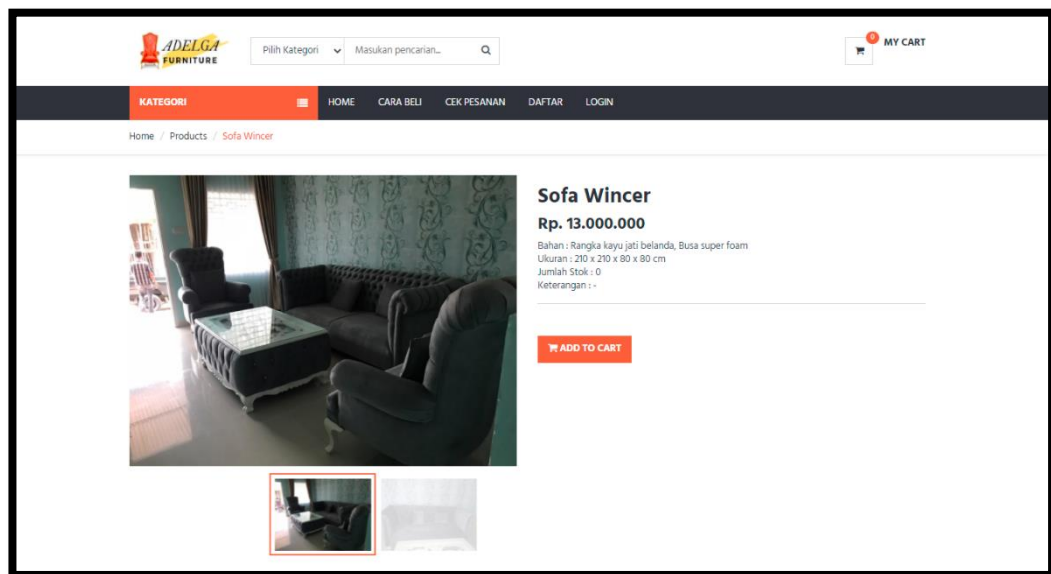 ADELGA
FURNITURE
Pilih Kategori
Masukan pencarian...
0
MY CART
KATEGORI
HOME
CARA BELI
CEK PESANAN
DAFTAR
LOGIN
Home / Products / Sofa Wincer
Sofa Wincer
Rp. 13.000.000
Bahan : Rangka kayu jati belanda, Busa super foam
Ukuran : 210 x 210 x 80 x 80 cm
Jumlah Stok : 0
Keterangan : -
ADD TO CART